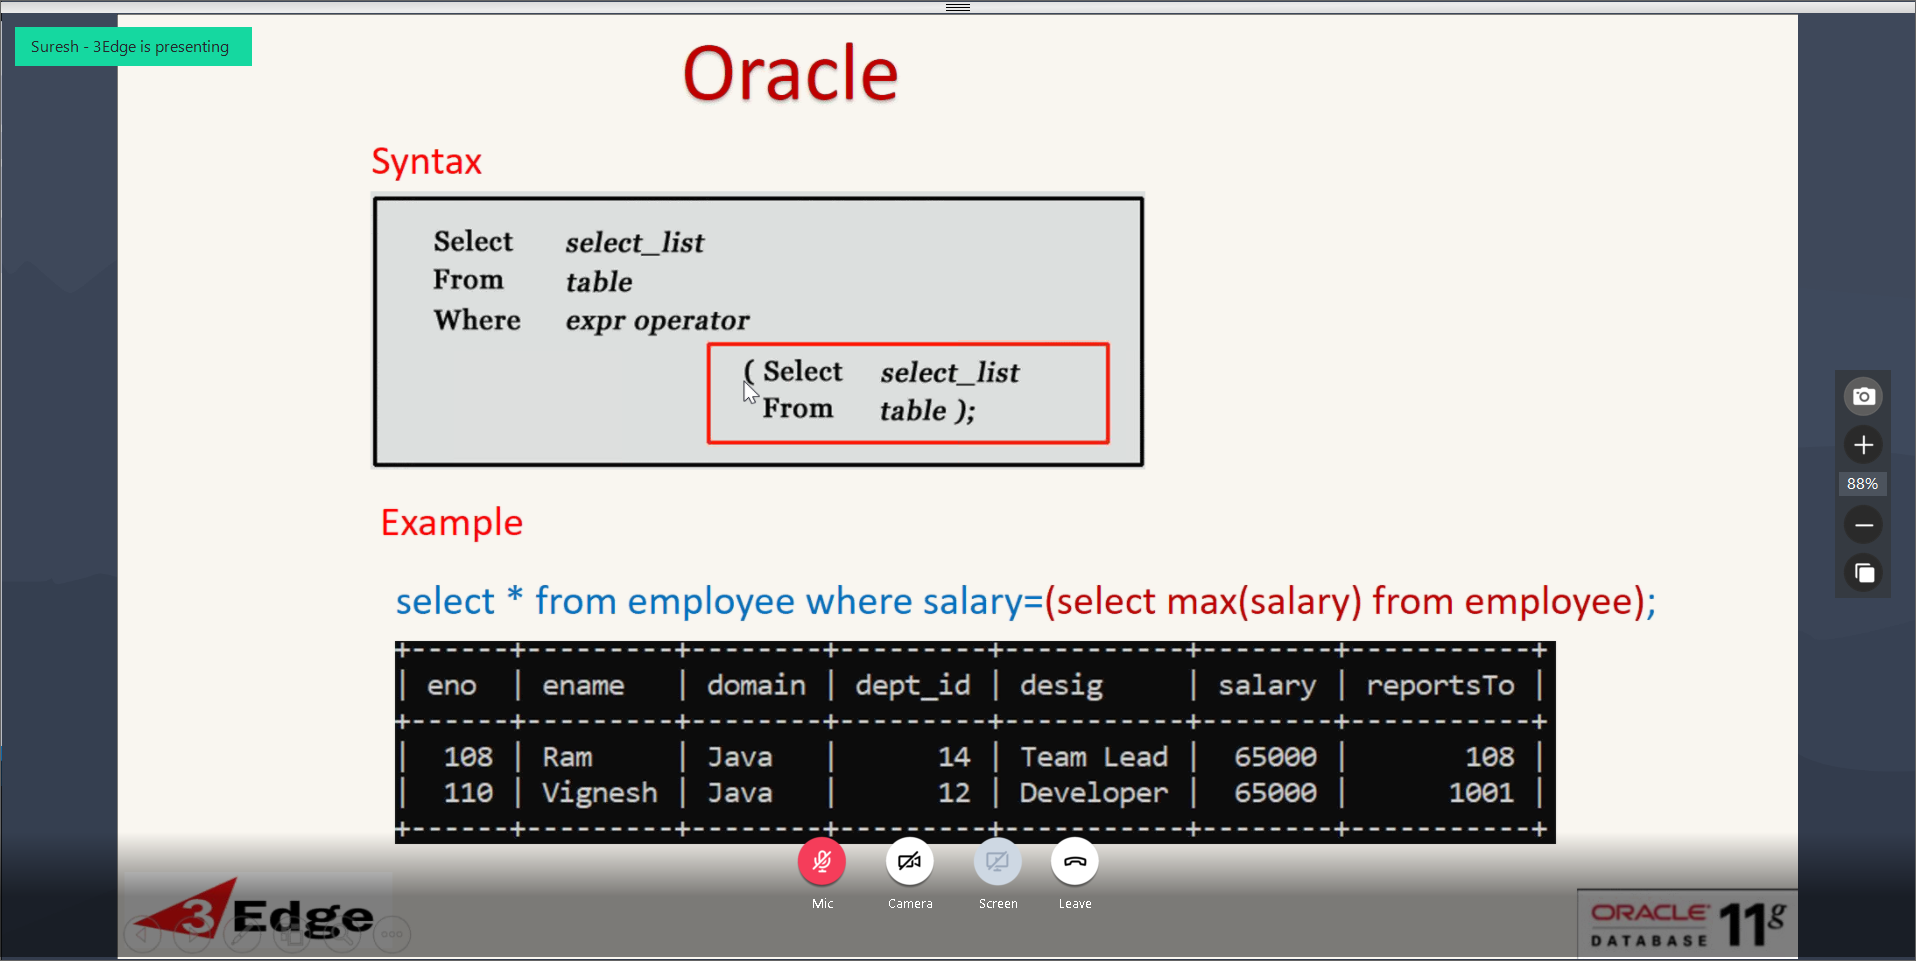 Suresh - 3Edge is presenting
Oracle
Syntax
Select select_list
From table
Where expr operator
( Select select_list
From table );
Example
select * from employee where salary=(select max(salary) from employee);
+------+---------+--------+---------+-----------+--------+-----------+
| eno | ename | domain | dept_id | desig | salary | reportsTo |
+------+---------+--------+---------+-----------+--------+-----------+
| 108 | Ram | Java | 14 | Team Lead | 65000 | 108 |
| 110 | Vignesh | Java | 12 | Developer | 65000 | 1001 |
+------+---------+--------+---------+-----------+--------+-----------+
88%
Mic Camera Screen Leave
3Edge
ORACLE
DATABASE 11g